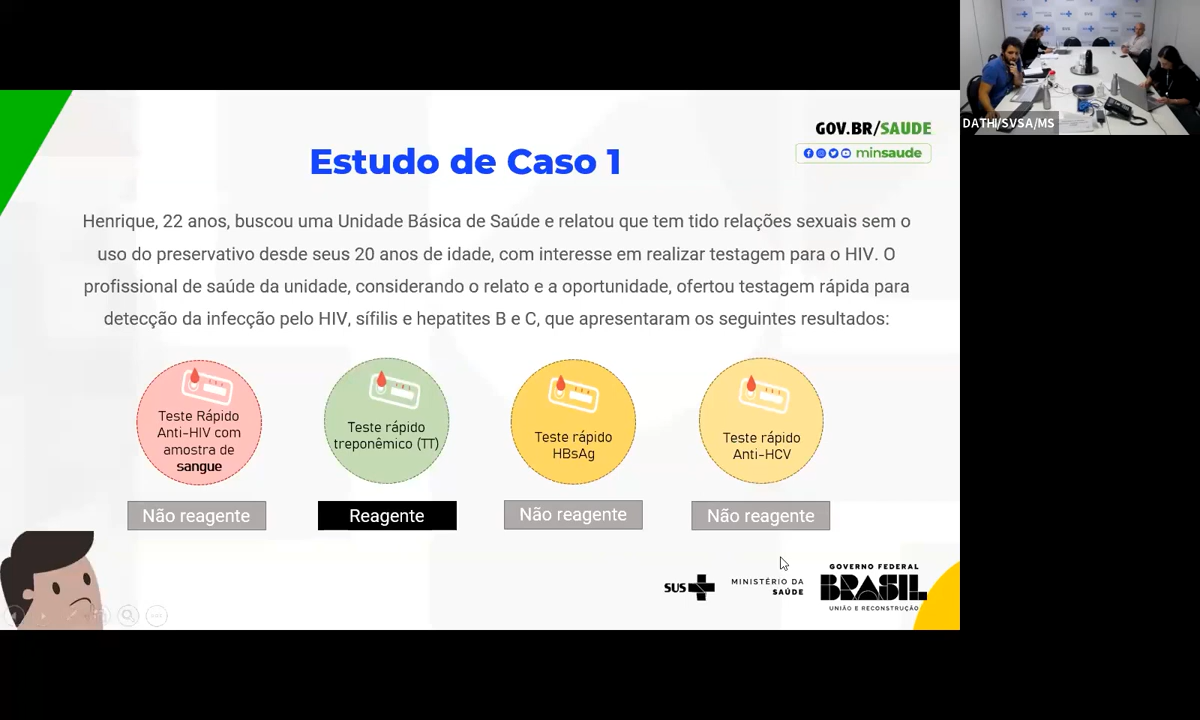 GOV.BR/SAUDE
minsaude
Estudo de Caso 1
Henrique, 22 anos, buscou uma Unidade Básica de Saúde e relatou que tem tido relações sexuais sem o
uso do preservativo desde seus 20 anos de idade, com interesse em realizar testagem para o HIV. O
profissional de saúde da unidade, considerando o relato e a oportunidade, ofertou testagem rápida para
detecção da infecção pelo HIV, sífilis e hepatites B e C, que apresentaram os seguintes resultados:
Teste Rápido
Anti-HIV com
amostra de
sangue
Não reagente
Teste rápido
treponêmico (TT)
Reagente
Teste rápido
HBsAg
Não reagente
Teste rápido
Anti-HCV
Não reagente
SUS
MINISTÉRIO DA
SAÚDE
GOVERNO FEDERAL
BRASIL
UNIÃO E RECONSTRUÇÃO
DATHI/SVSA/MS